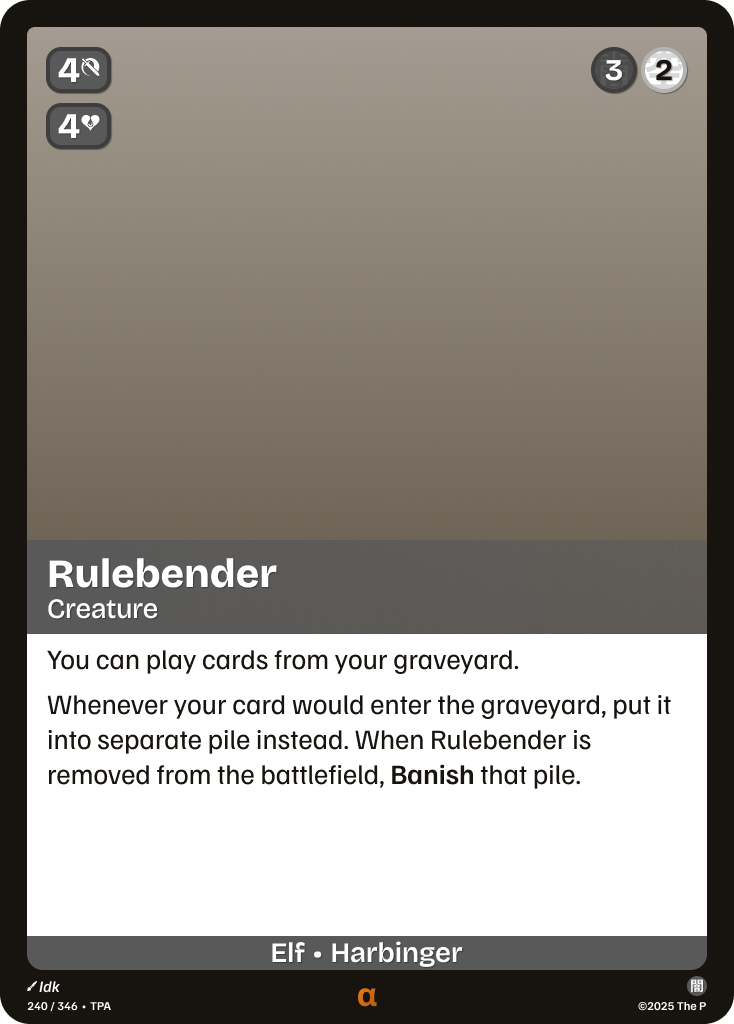 4
3 2
4
Rulebender
Creature
You can play cards from your graveyard.
Whenever your card would enter the graveyard, put it
into separate pile instead. When Rulebender is
removed from the battlefield, Banish that pile.
Elf • Harbinger
Idk
闇
240 / 346 • TPA
α
©2025 The P